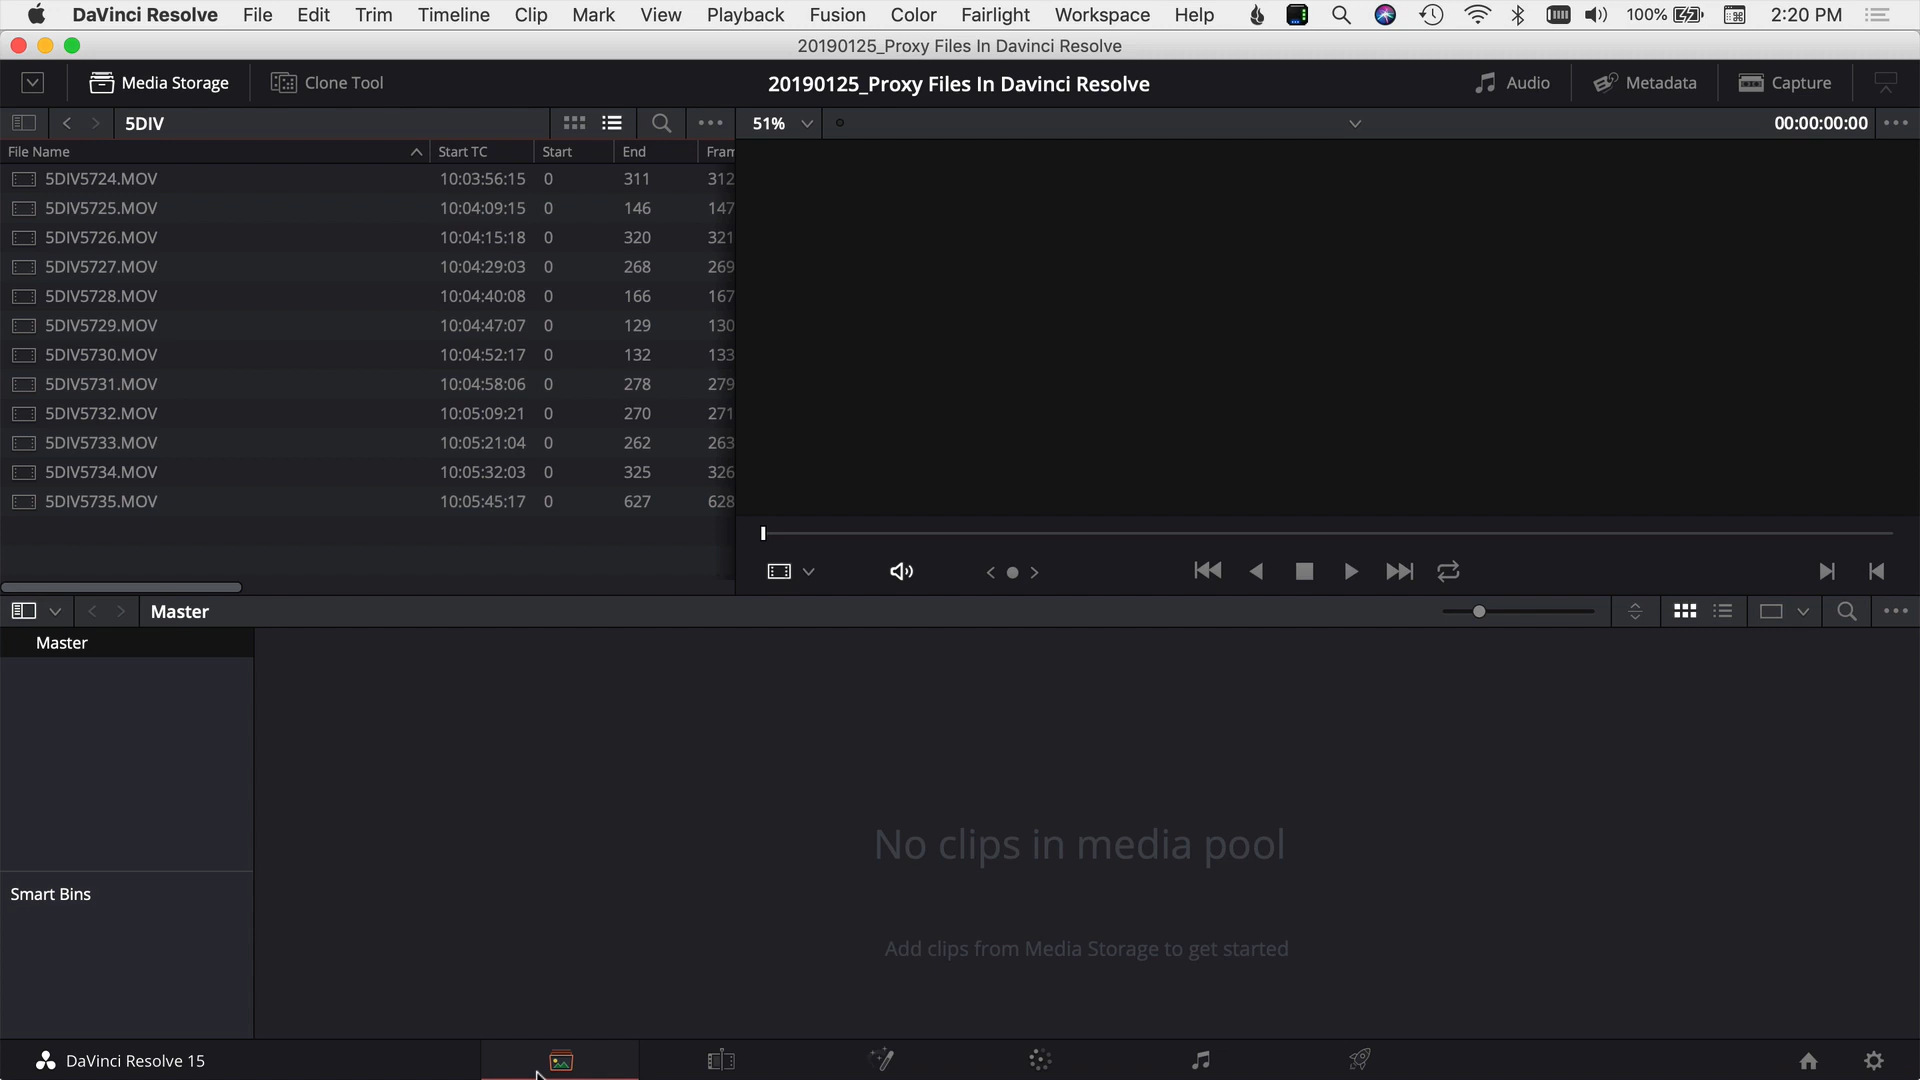 DaVinci Resolve File Edit Trim Timeline Clip Mark View Playback Fusion Color Fairlight Workspace Help 100% 2:20 PM
20190125_Proxy Files In Davinci Resolve
Media Storage Clone Tool 20190125_Proxy Files In Davinci Resolve Audio Metadata Capture
5DIV 51% 00:00:00:00
File Name Start TC Start End Fram
5DIV5724.MOV 10:03:56:15 0 311 312
5DIV5725.MOV 10:04:09:15 0 146 147
5DIV5726.MOV 10:04:15:18 0 320 321
5DIV5727.MOV 10:04:29:03 0 268 269
5DIV5728.MOV 10:04:40:08 0 166 167
5DIV5729.MOV 10:04:47:07 0 129 130
5DIV5730.MOV 10:04:52:17 0 132 133
5DIV5731.MOV 10:04:58:06 0 278 279
5DIV5732.MOV 10:05:09:21 0 270 271
5DIV5733.MOV 10:05:21:04 0 262 263
5DIV5734.MOV 10:05:32:03 0 325 326
5DIV5735.MOV 10:05:45:17 0 627 628
Master
Master
No clips in media pool
Smart Bins
Add clips from Media Storage to get started
DaVinci Resolve 15